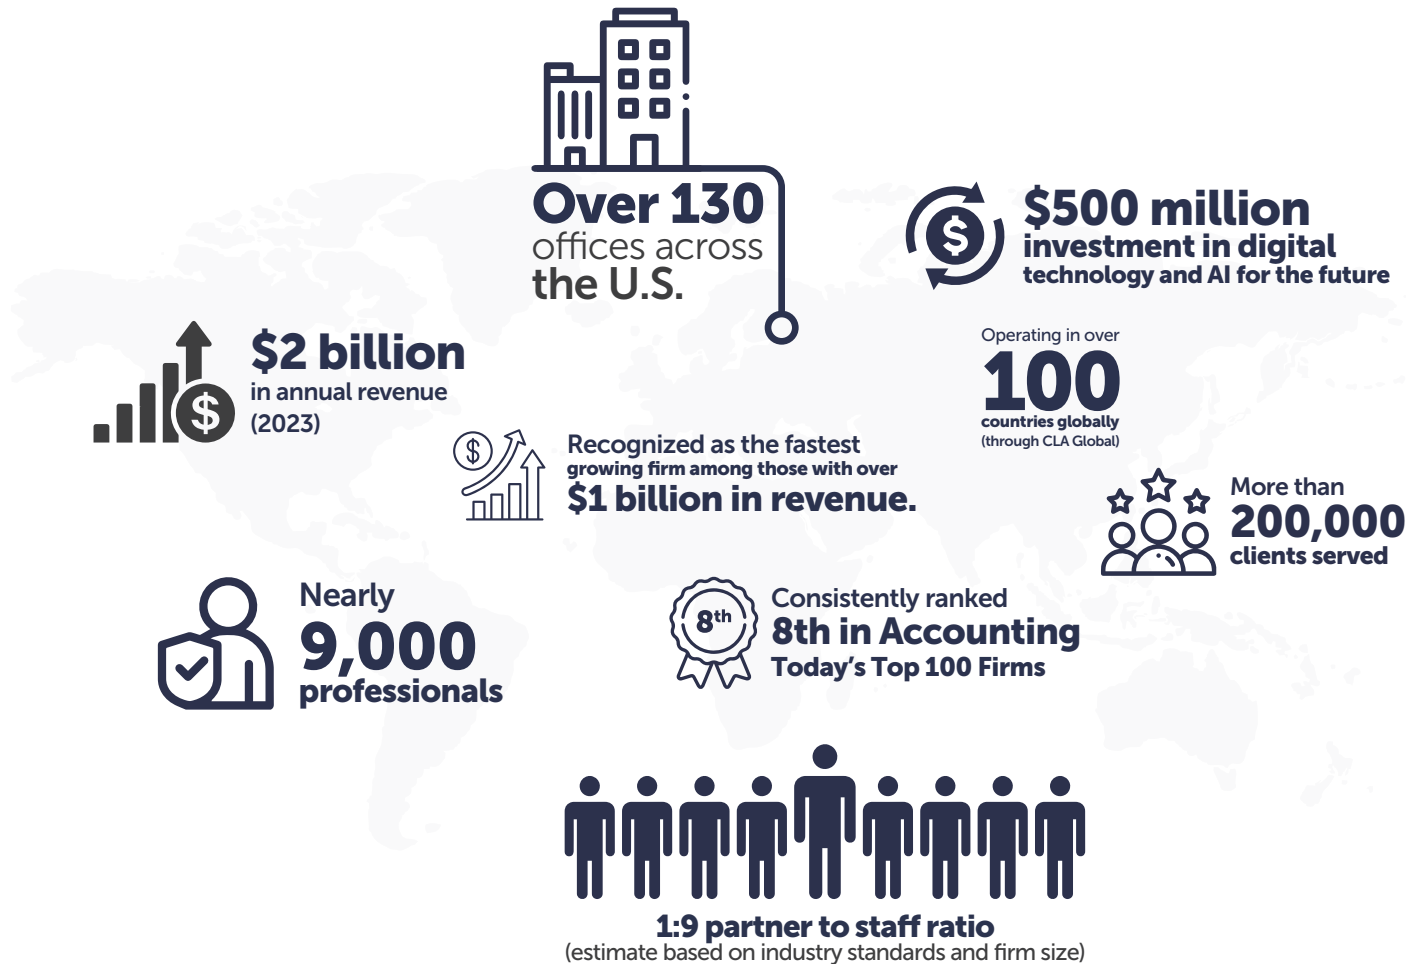 Over 130
offices across
the U.S.
$
$500 million
investment in digital
technology and AI for the future
$
$2 billion
in annual revenue
(2023)
Operating in over
100
countries globally
(through CLA Global)
$
Recognized as the fastest
growing firm among those with over
$1 billion in revenue.
More than
200,000
clients served
Nearly
9,000
professionals
8th
Consistently ranked
8th in Accounting
Today's Top 100 Firms
1:9 partner to staff ratio
(estimate based on industry standards and firm size)